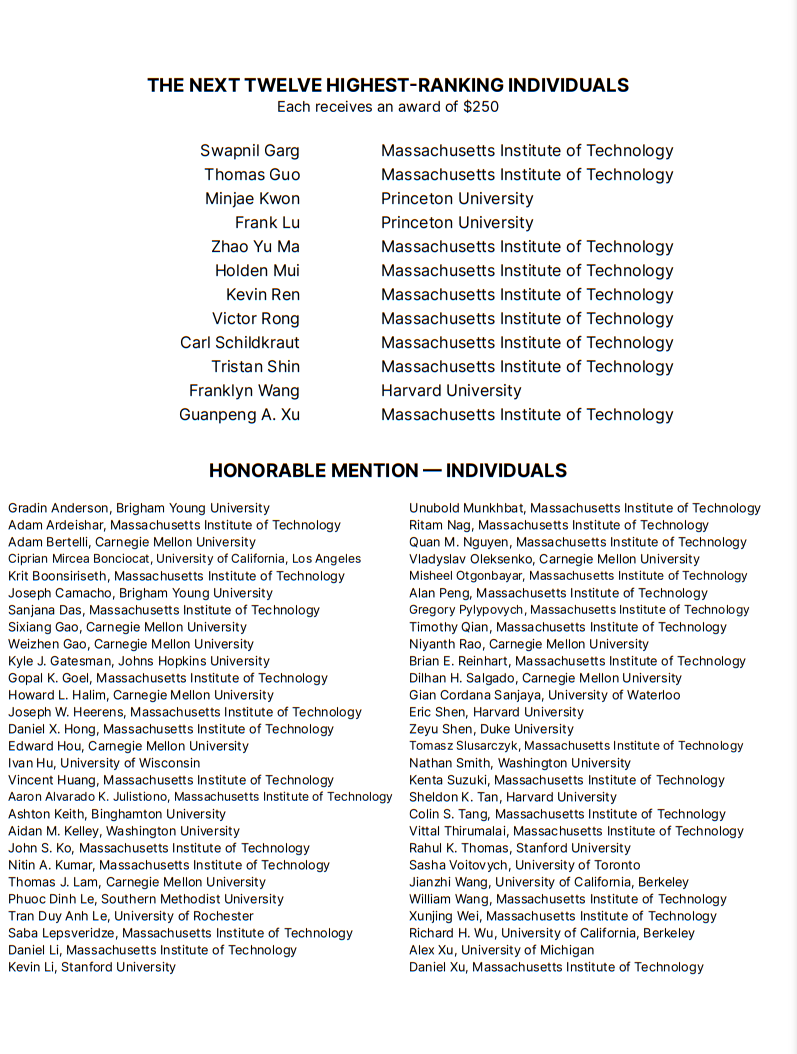 THE NEXT TWELVE HIGHEST-RANKING INDIVIDUALS
Each receives an award of $250
Swapnil Garg Massachusetts Institute of Technology
Thomas Guo Massachusetts Institute of Technology
Minjae Kwon Princeton University
Frank Lu Princeton University
Zhao Yu Ma Massachusetts Institute of Technology
Holden Mui Massachusetts Institute of Technology
Kevin Ren Massachusetts Institute of Technology
Victor Rong Massachusetts Institute of Technology
Carl Schildkraut Massachusetts Institute of Technology
Tristan Shin Massachusetts Institute of Technology
Franklyn Wang Harvard University
Guanpeng A. Xu Massachusetts Institute of Technology
HONORABLE MENTION — INDIVIDUALS
Gradin Anderson, Brigham Young University
Adam Ardeishar, Massachusetts Institute of Technology
Adam Bertelli, Carnegie Mellon University
Ciprian Mircea Bonciocat, University of California, Los Angeles
Krit Boonsiriseth, Massachusetts Institute of Technology
Joseph Camacho, Brigham Young University
Sanjana Das, Massachusetts Institute of Technology
Sixiang Gao, Carnegie Mellon University
Weizhen Gao, Carnegie Mellon University
Kyle J. Gatesman, Johns Hopkins University
Gopal K. Goel, Massachusetts Institute of Technology
Howard L. Halim, Carnegie Mellon University
Joseph W. Heerens, Massachusetts Institute of Technology
Daniel X. Hong, Massachusetts Institute of Technology
Edward Hou, Carnegie Mellon University
Ivan Hu, University of Wisconsin
Vincent Huang, Massachusetts Institute of Technology
Aaron Alvarado K. Julistiono, Massachusetts Institute of Technology
Ashton Keith, Binghamton University
Aidan M. Kelley, Washington University
John S. Ko, Massachusetts Institute of Technology
Nitin A. Kumar, Massachusetts Institute of Technology
Thomas J. Lam, Carnegie Mellon University
Phuoc Dinh Le, Southern Methodist University
Tran Duy Anh Le, University of Rochester
Saba Lepsveridze, Massachusetts Institute of Technology
Daniel Li, Massachusetts Institute of Technology
Kevin Li, Stanford University
Unubold Munkhbat, Massachusetts Institute of Technology
Ritam Nag, Massachusetts Institute of Technology
Quan M. Nguyen, Massachusetts Institute of Technology
Vladyslav Oleksenko, Carnegie Mellon University
Misheel Otgonbayar, Massachusetts Institute of Technology
Alan Peng, Massachusetts Institute of Technology
Gregory Pylypovych, Massachusetts Institute of Technology
Timothy Qian, Massachusetts Institute of Technology
Niyanth Rao, Carnegie Mellon University
Brian E. Reinhart, Massachusetts Institute of Technology
Dilhan H. Salgado, Carnegie Mellon University
Gian Cordana Sanjaya, University of Waterloo
Eric Shen, Harvard University
Zeyu Shen, Duke University
Tomasz Slusarczyk, Massachusetts Institute of Technology
Nathan Smith, Washington University
Kenta Suzuki, Massachusetts Institute of Technology
Sheldon K. Tan, Harvard University
Colin S. Tang, Massachusetts Institute of Technology
Vittal Thirumalai, Massachusetts Institute of Technology
Rahul K. Thomas, Stanford University
Sasha Voitovych, University of Toronto
Jianzhi Wang, University of California, Berkeley
William Wang, Massachusetts Institute of Technology
Xunjing Wei, Massachusetts Institute of Technology
Richard H. Wu, University of California, Berkeley
Alex Xu, University of Michigan
Daniel Xu, Massachusetts Institute of Technology